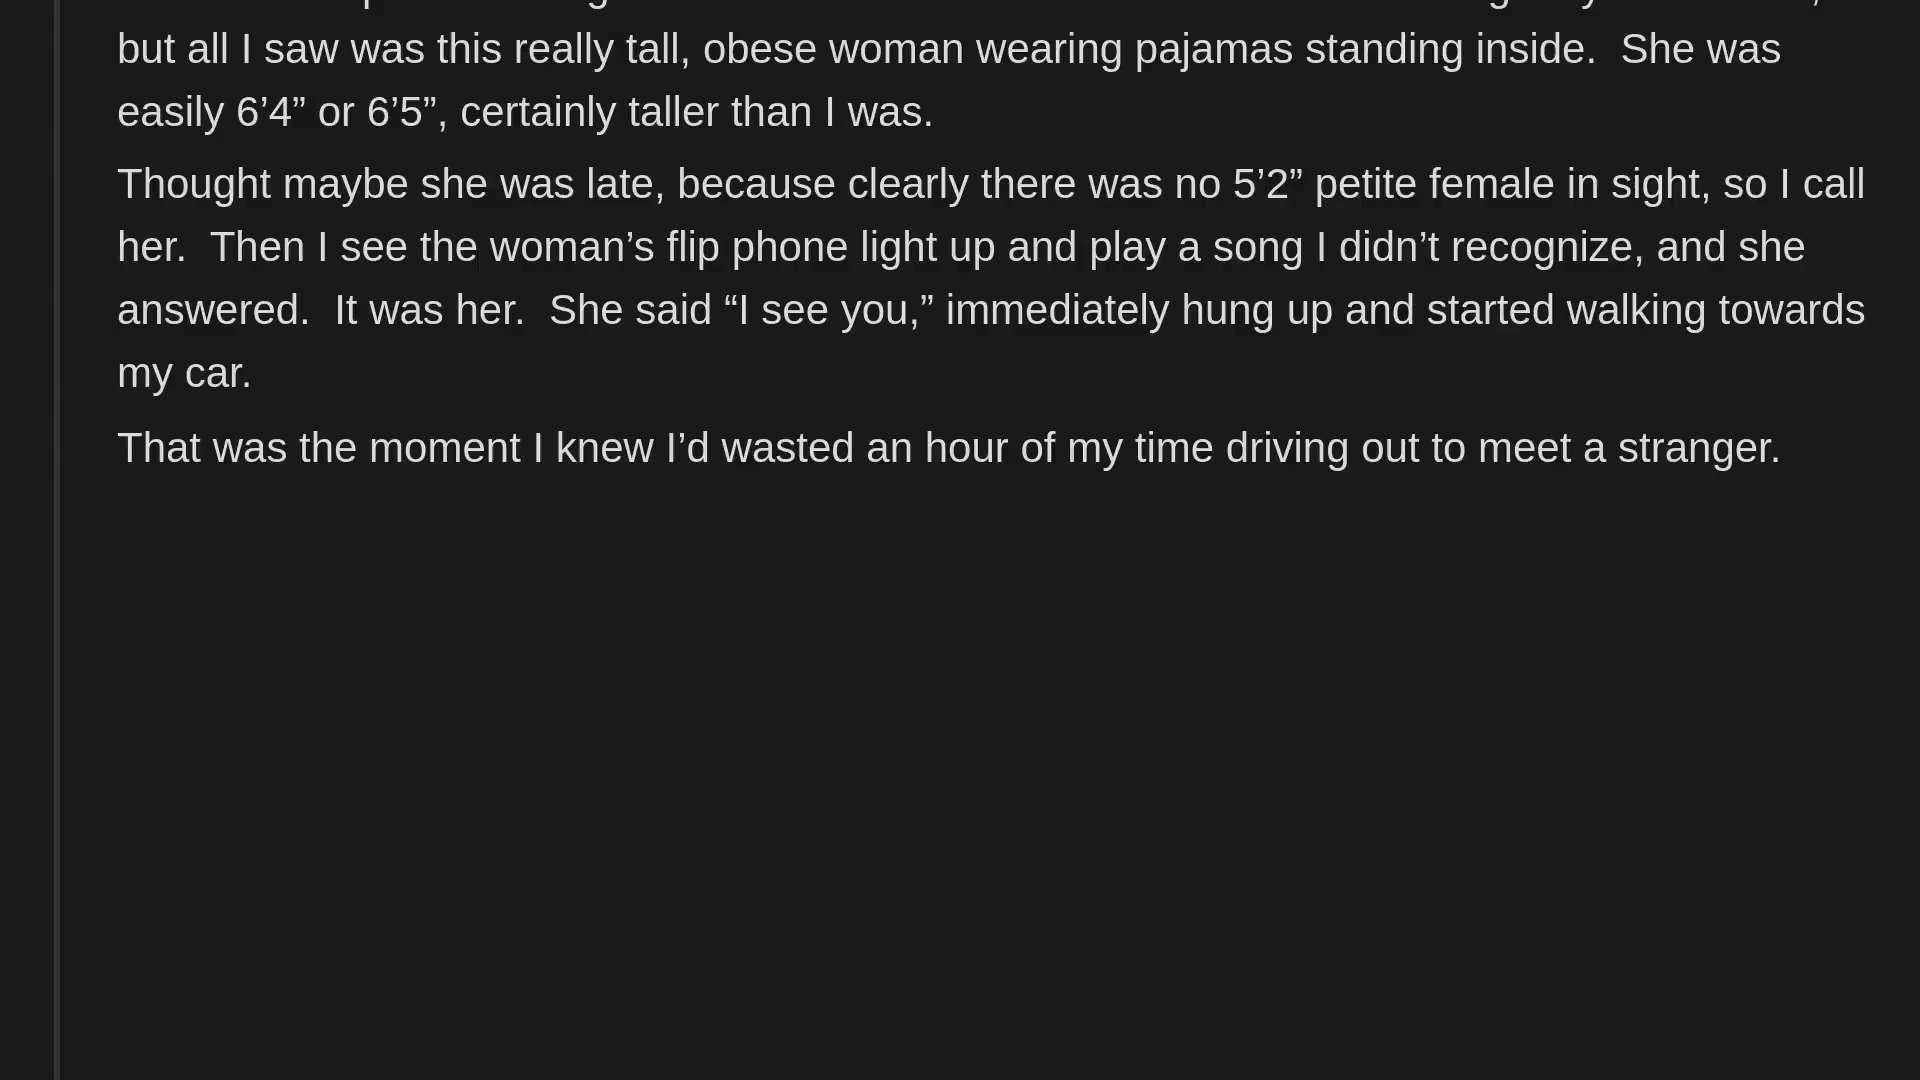 but all I saw was this really tall, obese woman wearing pajamas standing inside.  She was
easily 6’4” or 6’5”, certainly taller than I was.
Thought maybe she was late, because clearly there was no 5’2” petite female in sight, so I call
her.  Then I see the woman’s flip phone light up and play a song I didn’t recognize, and she
answered.  It was her.  She said “I see you,” immediately hung up and started walking towards
my car.
That was the moment I knew I’d wasted an hour of my time driving out to meet a stranger.